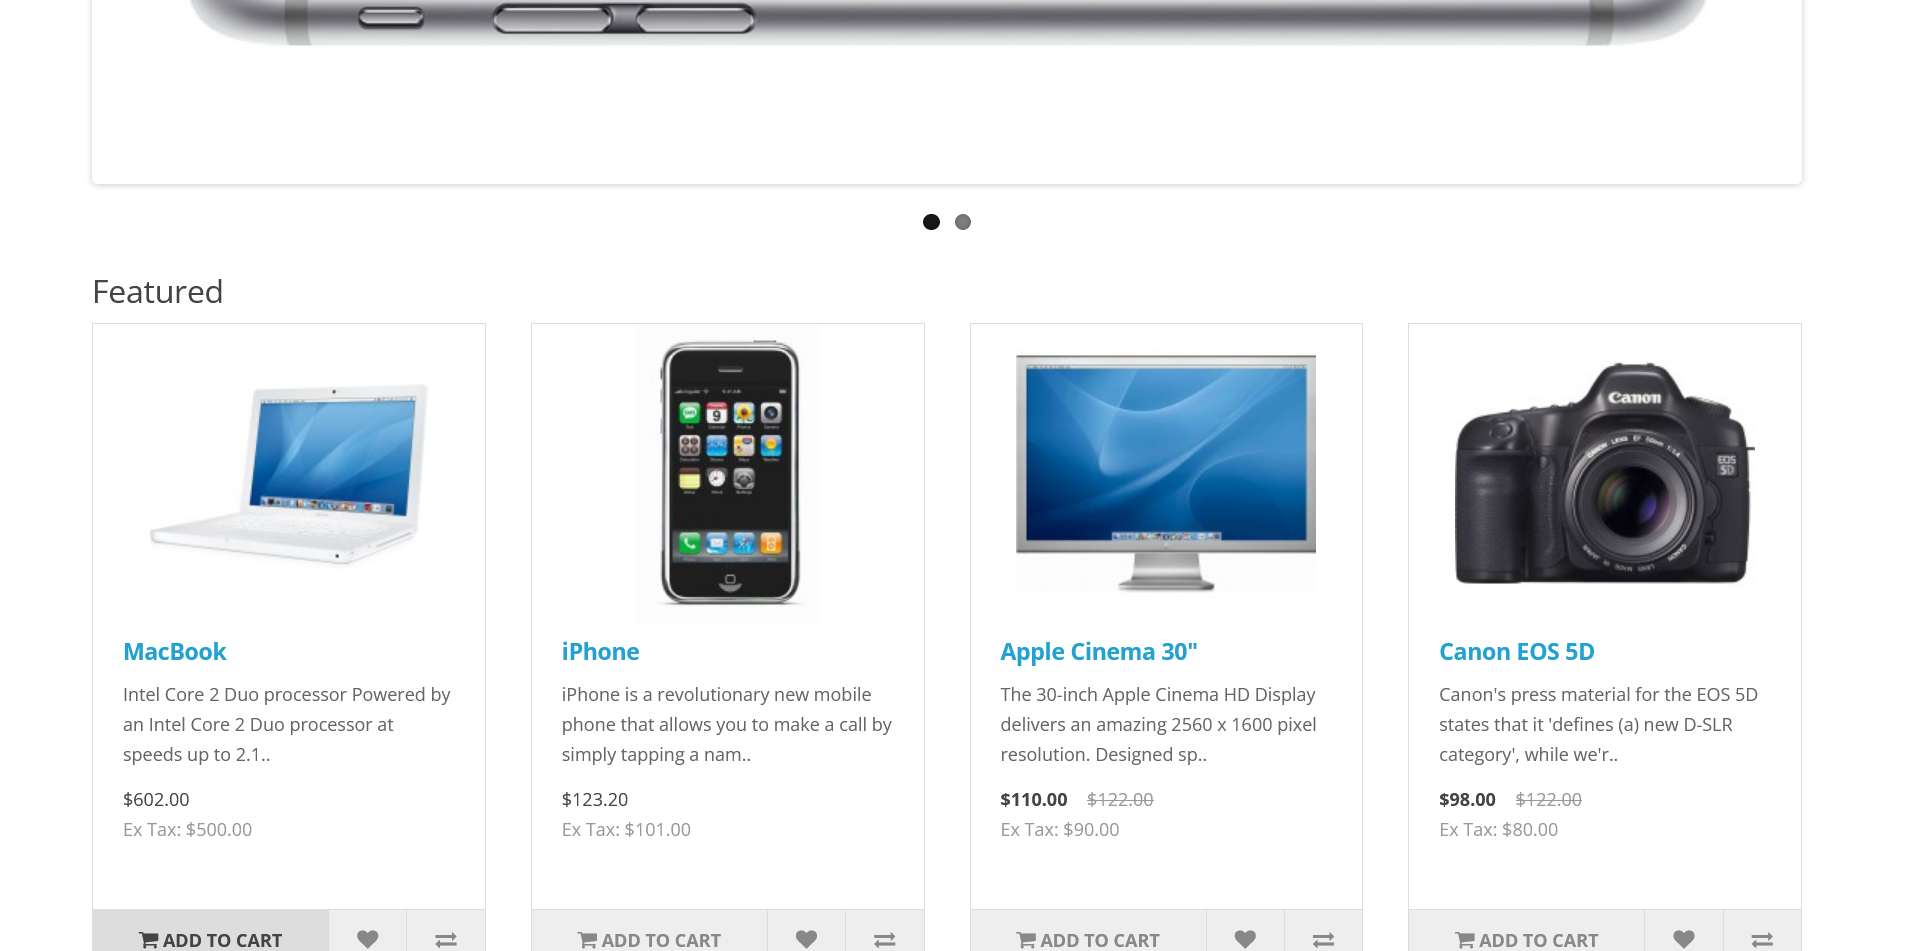 Featured
Canon
EOS
5D
MacBook
Intel Core 2 Duo processor Powered by
an Intel Core 2 Duo processor at
speeds up to 2.1..
$602.00
Ex Tax: $500.00
ADD TO CART
iPhone
iPhone is a revolutionary new mobile
phone that allows you to make a call by
simply tapping a nam..
$123.20
Ex Tax: $101.00
ADD TO CART
Apple Cinema 30"
The 30-inch Apple Cinema HD Display
delivers an amazing 2560 x 1600 pixel
resolution. Designed sp..
$110.00 $122.00
Ex Tax: $90.00
ADD TO CART
Canon EOS 5D
Canon's press material for the EOS 5D
states that it 'defines (a) new D-SLR
category', while we'r..
$98.00 $122.00
Ex Tax: $80.00
ADD TO CART